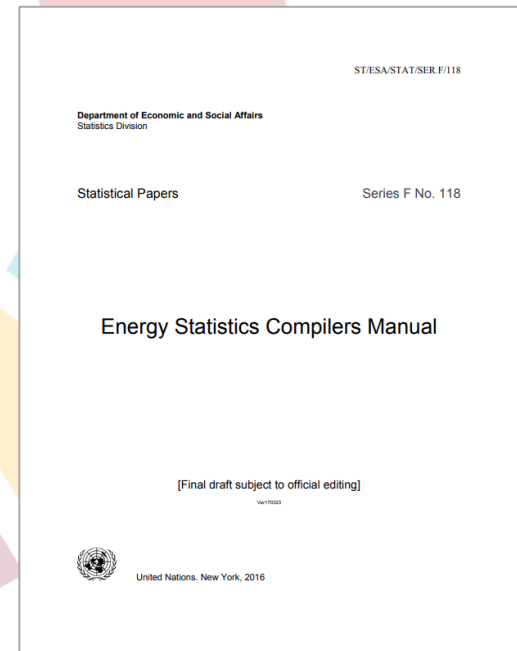 ST/ESA/STAT/SER.F/118
Department of Economic and Social Affairs
Statistics Division
Statistical Papers Series F No. 118
Energy Statistics Compilers Manual
[Final draft subject to official editing]
Ver170323
United Nations. New York, 2016